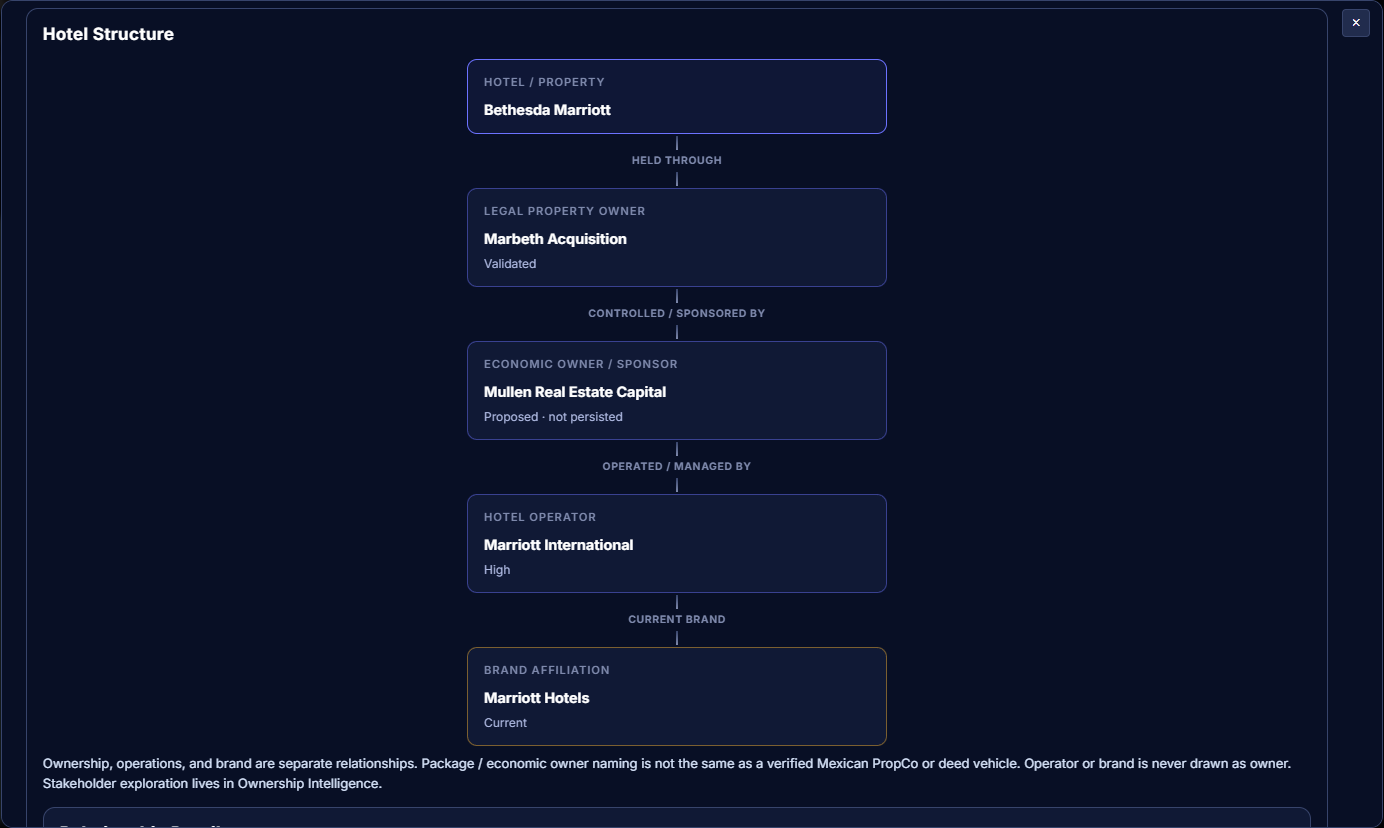 Hotel Structure
×
HOTEL / PROPERTY
Bethesda Marriott
HELD THROUGH
LEGAL PROPERTY OWNER
Marbeth Acquisition
Validated
CONTROLLED / SPONSORED BY
ECONOMIC OWNER / SPONSOR
Mullen Real Estate Capital
Proposed · not persisted
OPERATED / MANAGED BY
HOTEL OPERATOR
Marriott International
High
CURRENT BRAND
BRAND AFFILIATION
Marriott Hotels
Current
Ownership, operations, and brand are separate relationships. Package / economic owner naming is not the same as a verified Mexican PropCo or deed vehicle. Operator or brand is never drawn as owner.
Stakeholder exploration lives in Ownership Intelligence.